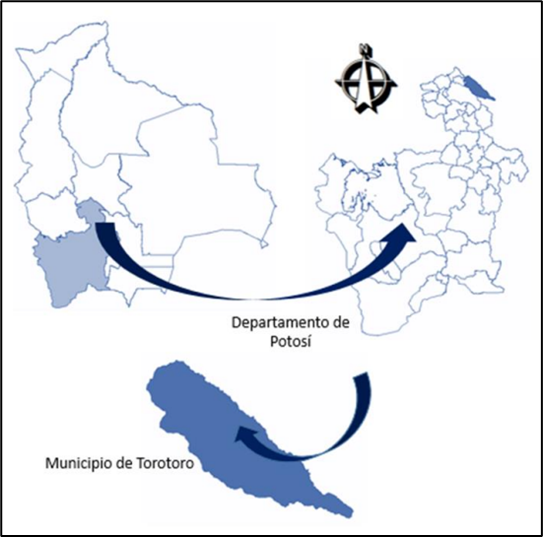 N
Departamento de
Potosí
Municipio de Torotoro